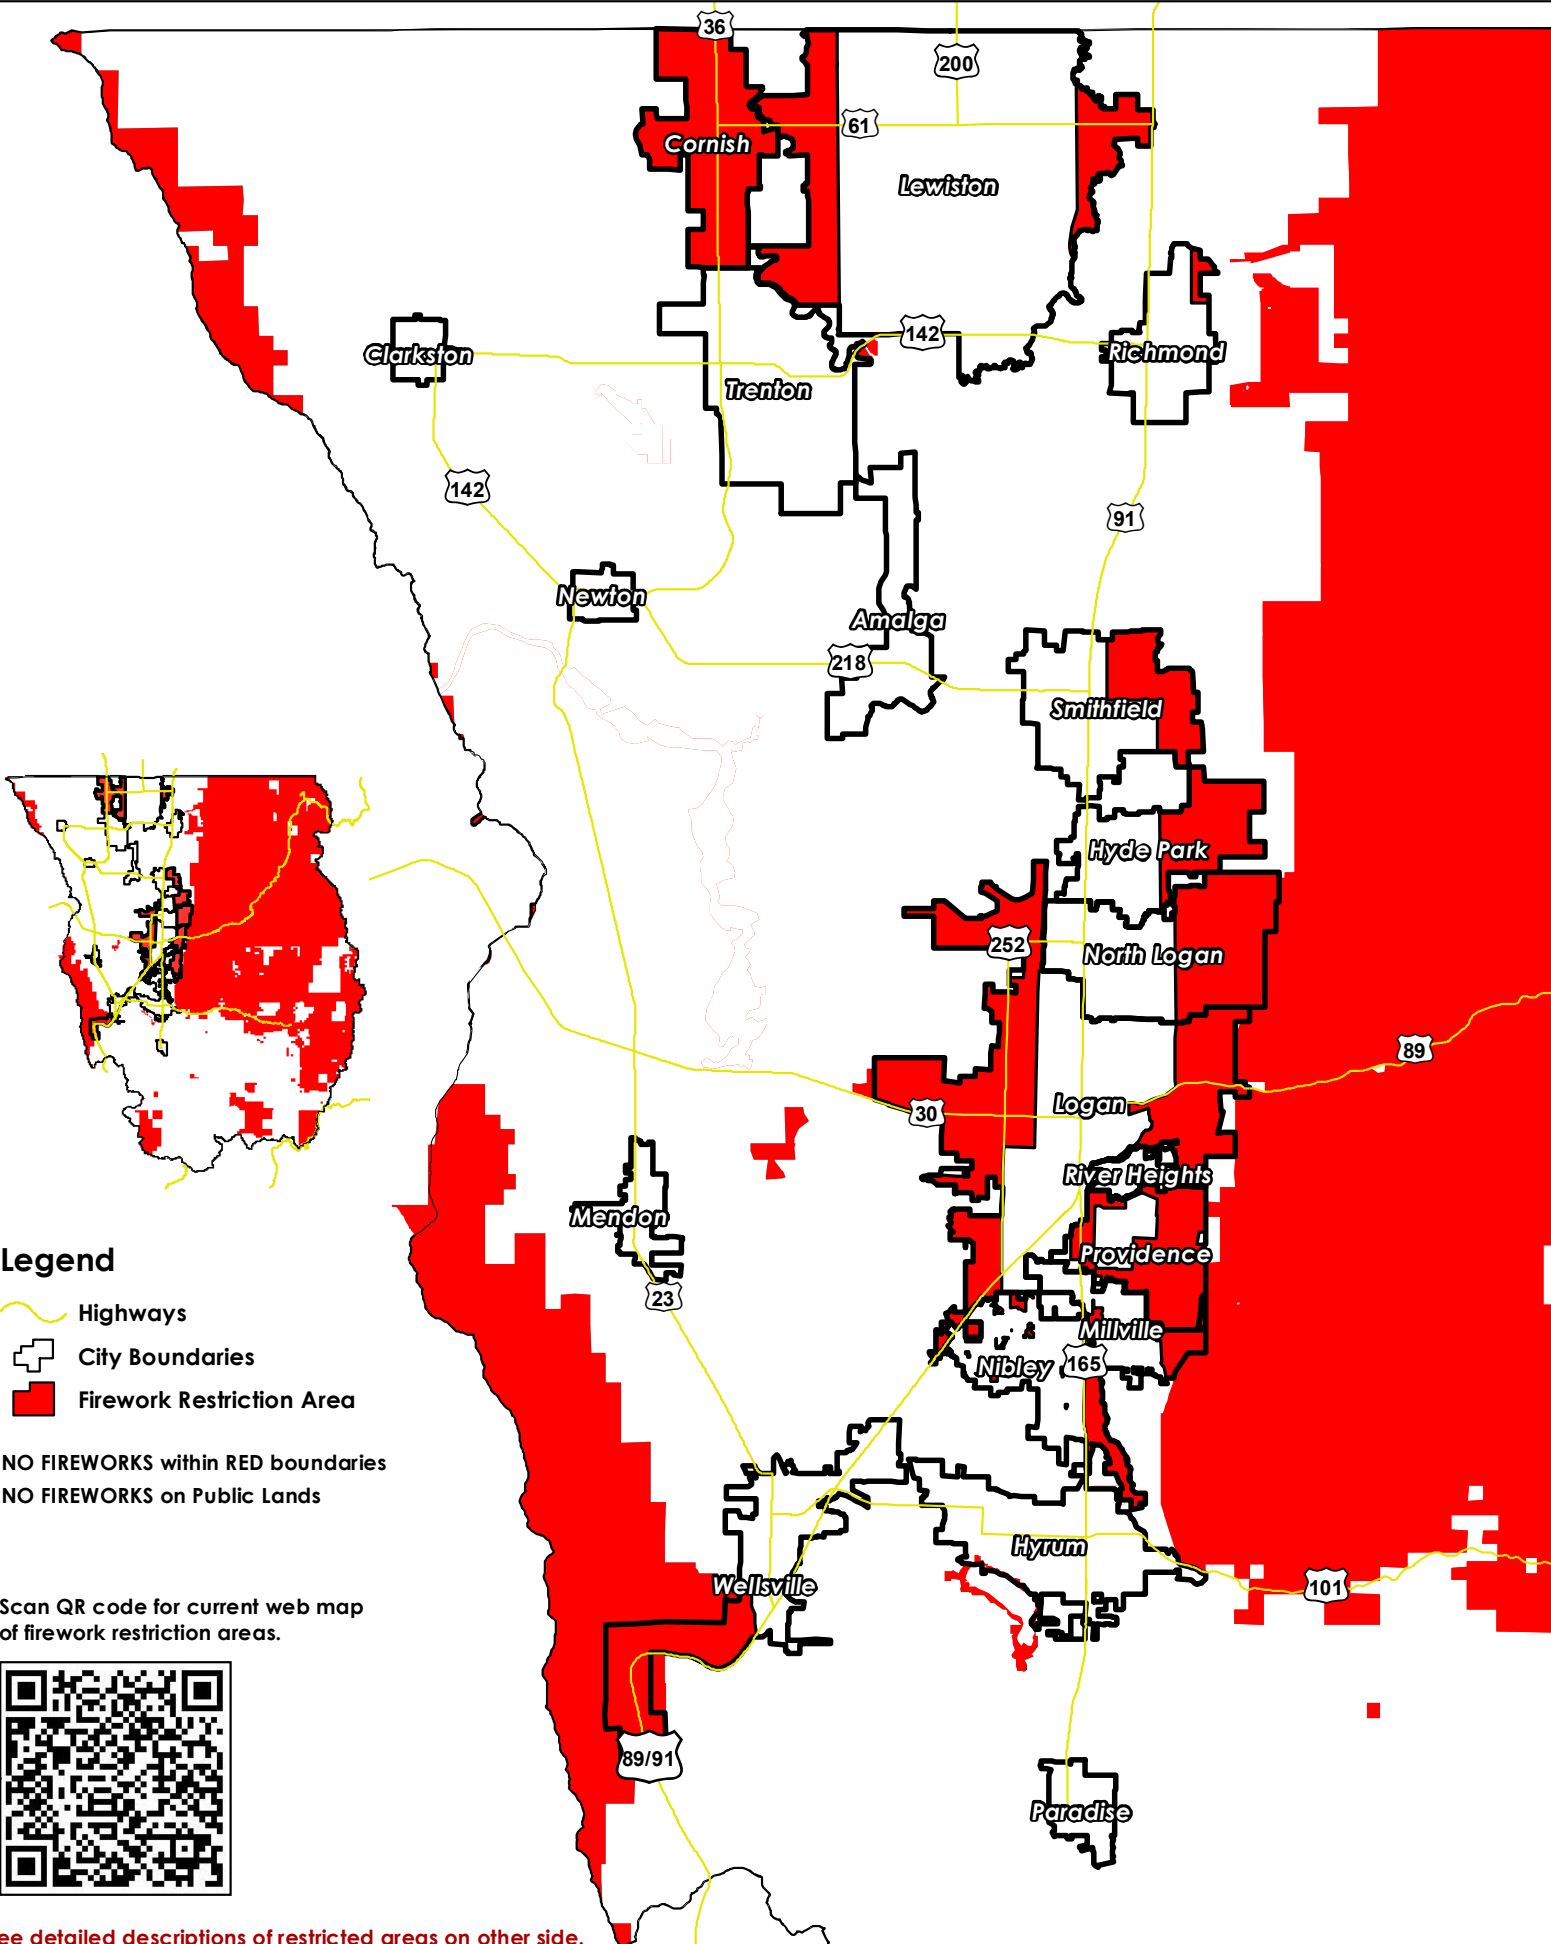 36
200
61
Cornish
Lewiston
142
Clarkston
Richmond
Trenton
142
91
Newton
Amalga
218
Smithfield
Hyde Park
252
North Logan
89
30
Logan
River Heights
Mendon
Providence
Legend
23
Highways
Millville
City Boundaries
Nibley
165
Firework Restriction Area
NO FIREWORKS within RED boundaries
NO FIREWORKS on Public Lands
Hyrum
Wellsville
101
Scan QR code for current web map
of firework restriction areas.
89/91
Paradise
ee detailed descriptions of restricted areas on other side.